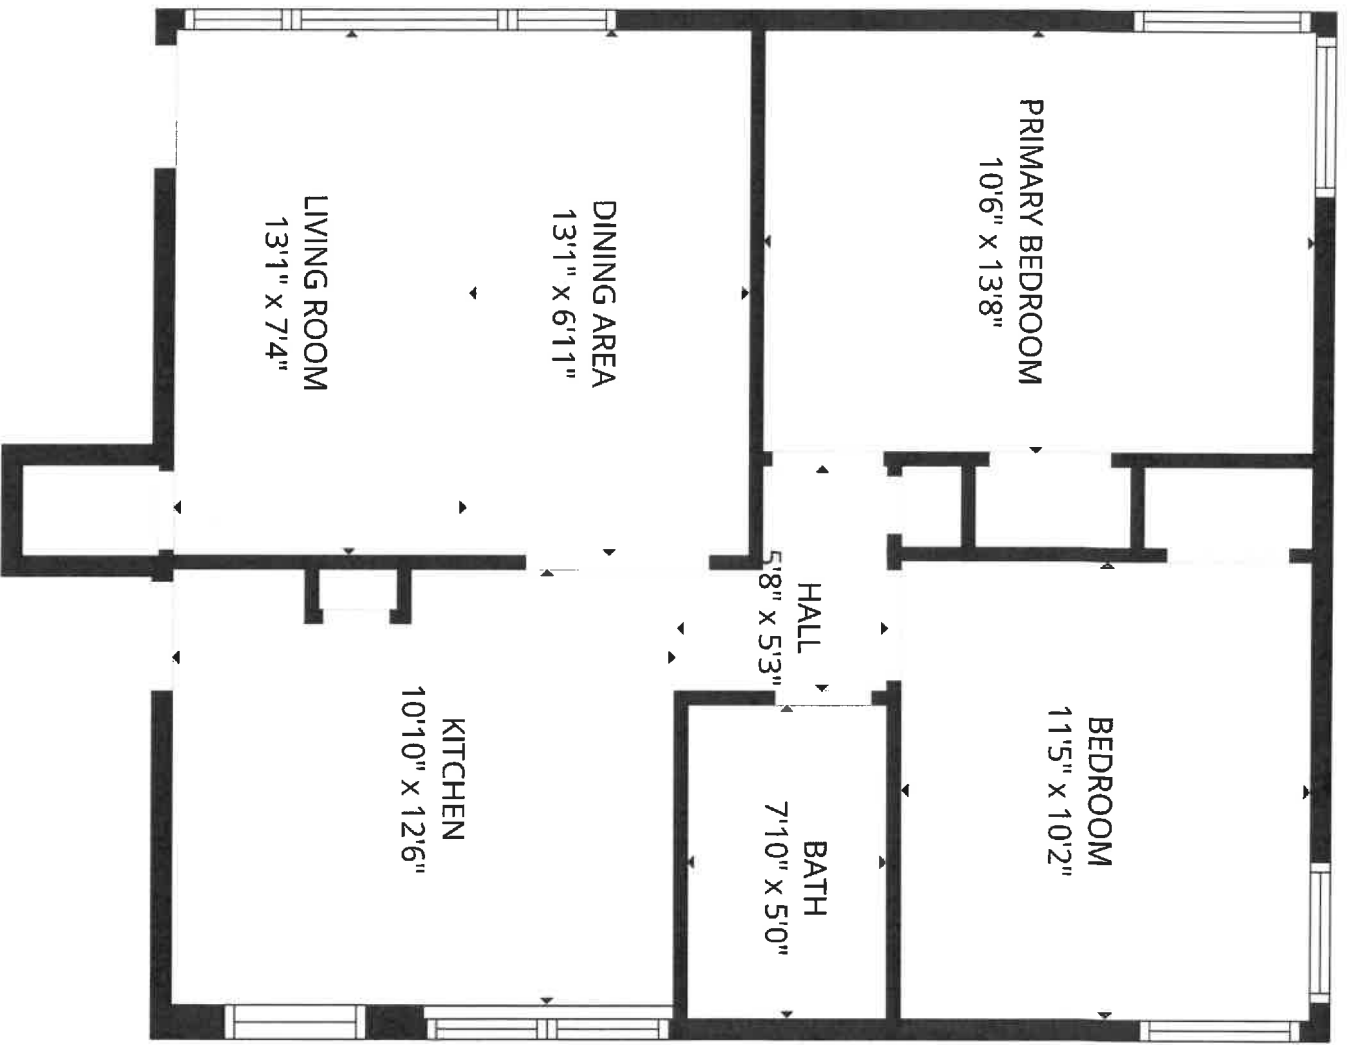 PRIMARY BEDROOM
10'6" x 13'8"
BEDROOM
11'5" x 10'2"
HALL
5'8" x 5'3"
BATH
7'10" x 5'0"
DINING AREA
13'1" x 6'11"
LIVING ROOM
13'1" x 7'4"
KITCHEN
10'10" x 12'6"